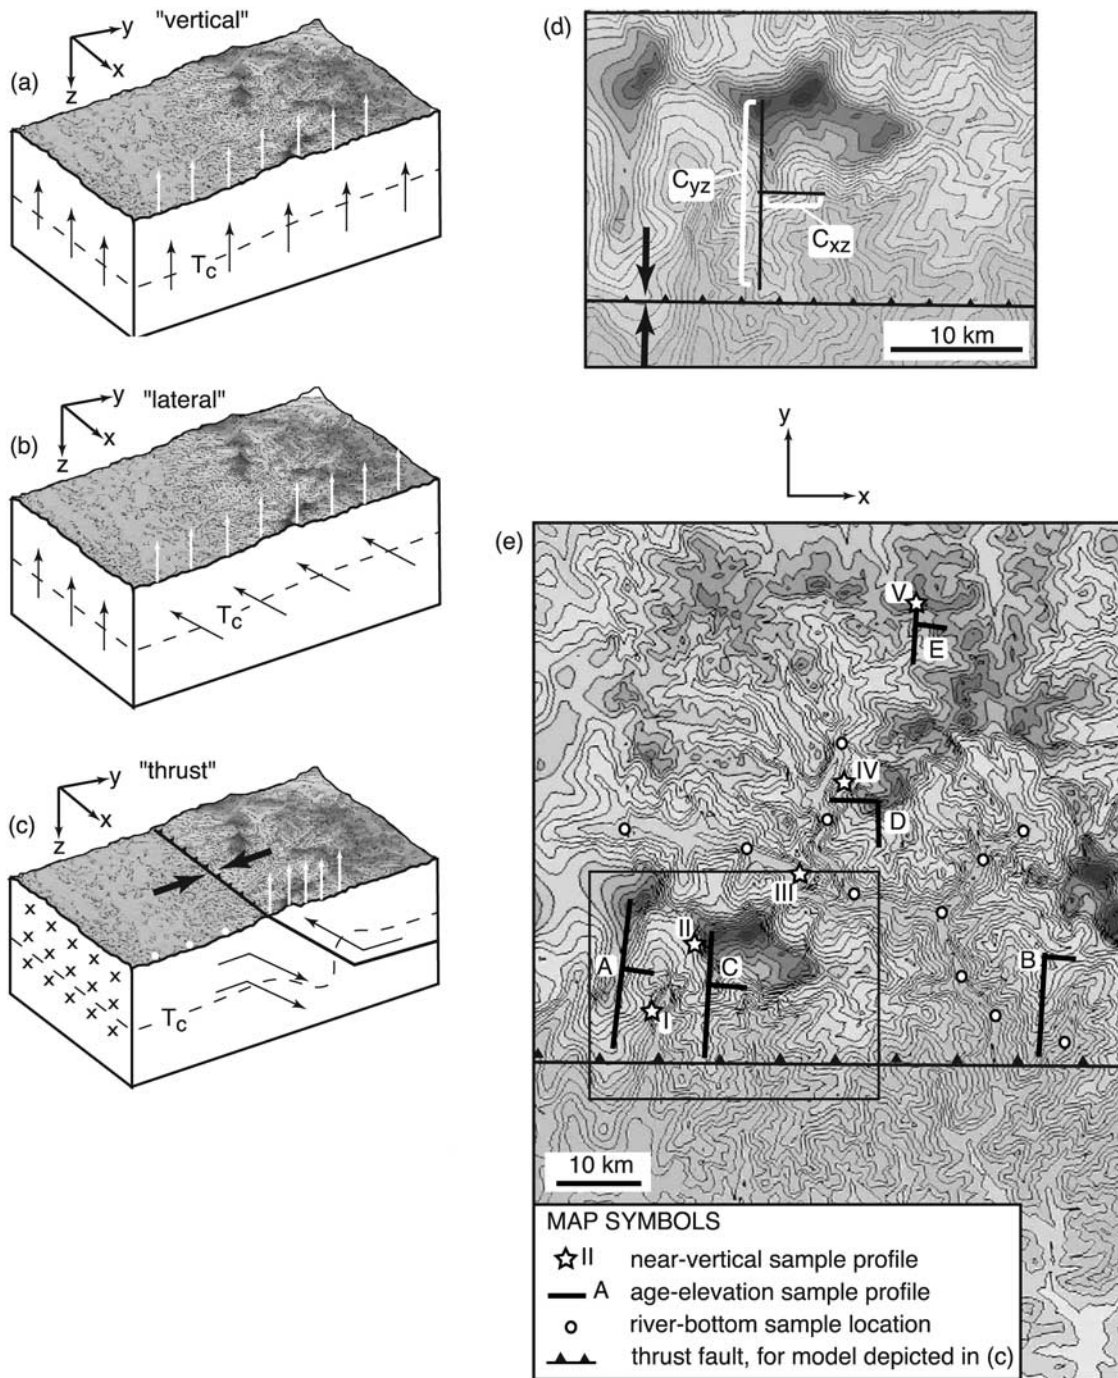 (a)
"vertical"
y
x
z
Tc
(b)
"lateral"
y
x
z
Tc
(c)
"thrust"
y
x
z
Tc
(d)
Cyz
Cxz
10 km
y
x
(e)
V
E
IV
D
III
II
A
C
B
I
10 km
MAP SYMBOLS
II near-vertical sample profile
A age-elevation sample profile
river-bottom sample location
thrust fault, for model depicted in (c)